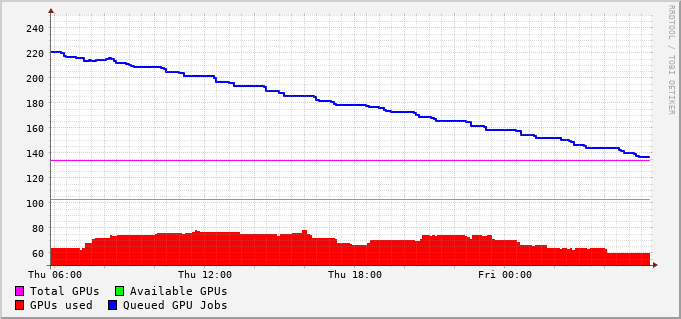 RRDTOOL / TOBI OETIKER
240
220
200
180
160
140
120
100
80
60
Thu 06:00 Thu 12:00 Thu 18:00 Fri 00:00
Total GPUs Available GPUs
GPUs used Queued GPU Jobs